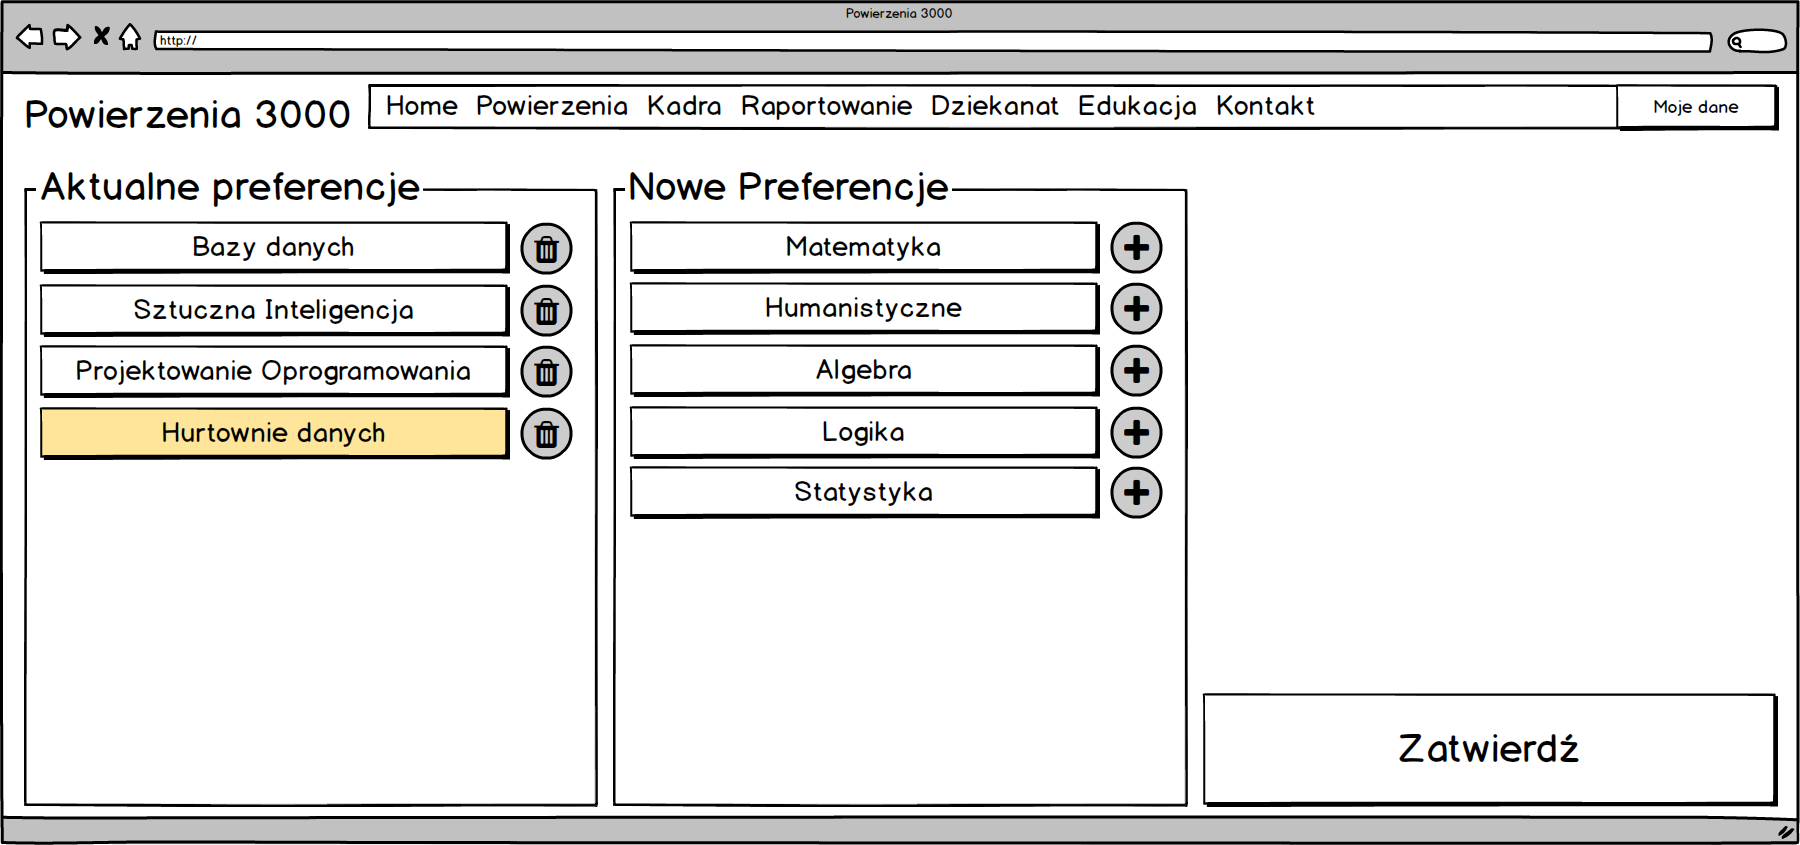 Powierzenia 3000
http://
Powierzenia 3000
Home Powierzenia Kadra Raportowanie Dziekanat Edukacja Kontakt
Moje dane
Aktualne preferencje
Bazy danych
Sztuczna Inteligencja
Projektowanie Oprogramowania
Hurtownie danych
Nowe Preferencje
Matematyka
Humanistyczne
Algebra
Logika
Statystyka
Zatwierdź